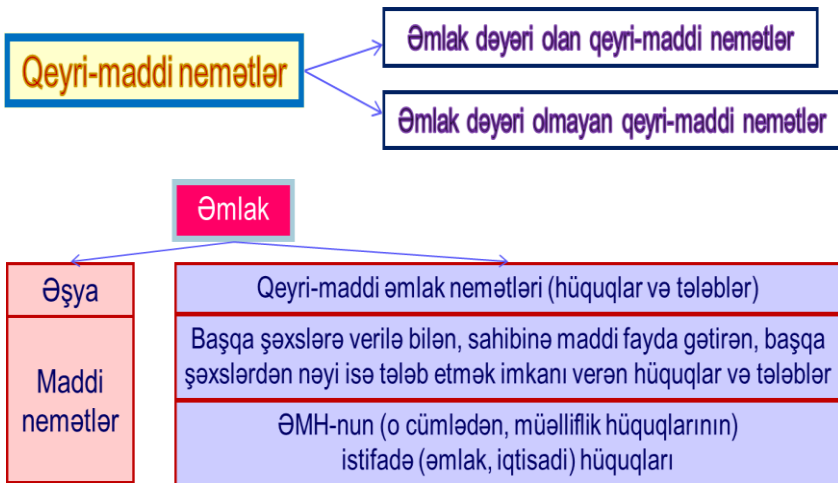 Qeyri-maddi nemətlər
Əmlak dəyəri olan qeyri-maddi nemətlər
Əmlak dəyəri olmayan qeyri-maddi nemətlər
Əmlak
Əşya
Qeyri-maddi əmlak nemətləri (hüquqlar və tələblər)
Maddi
nemətlər
Başqa şəxslərə verilə bilən, sahibinə maddi fayda gətirən, başqa
şəxslərdən nəyi isə tələb etmək imkanı verən hüquqlar və tələblər
ƏMH-nun (o cümlədən, müəlliflik hüquqlarının)
istifadə (əmlak, iqtisadi) hüquqları